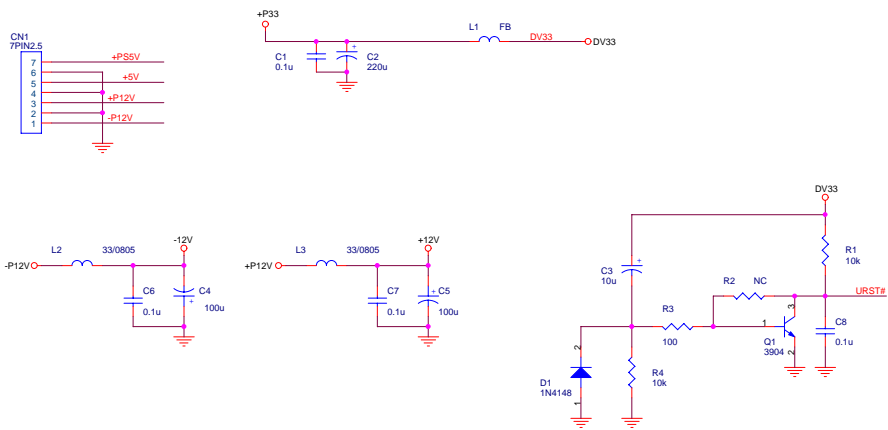 +P33
L1 FB
DV33
DV33
C1
0.1u
C2
220u
+
CN1
7PIN2.5
7
6
5
4
3
2
1
+PS5V
+5V
+P12V
-P12V
-12V
L2 33/0805
-P12V
C6
0.1u
C4
100u
+
+12V
L3 33/0805
+P12V
C7
0.1u
C5
100u
+
DV33
R1
10k
C3
10u
+
R2 NC
URST#
R3
100
1
3
2
Q1
3904
C8
0.1u
2
1
D1
1N4148
R4
10k